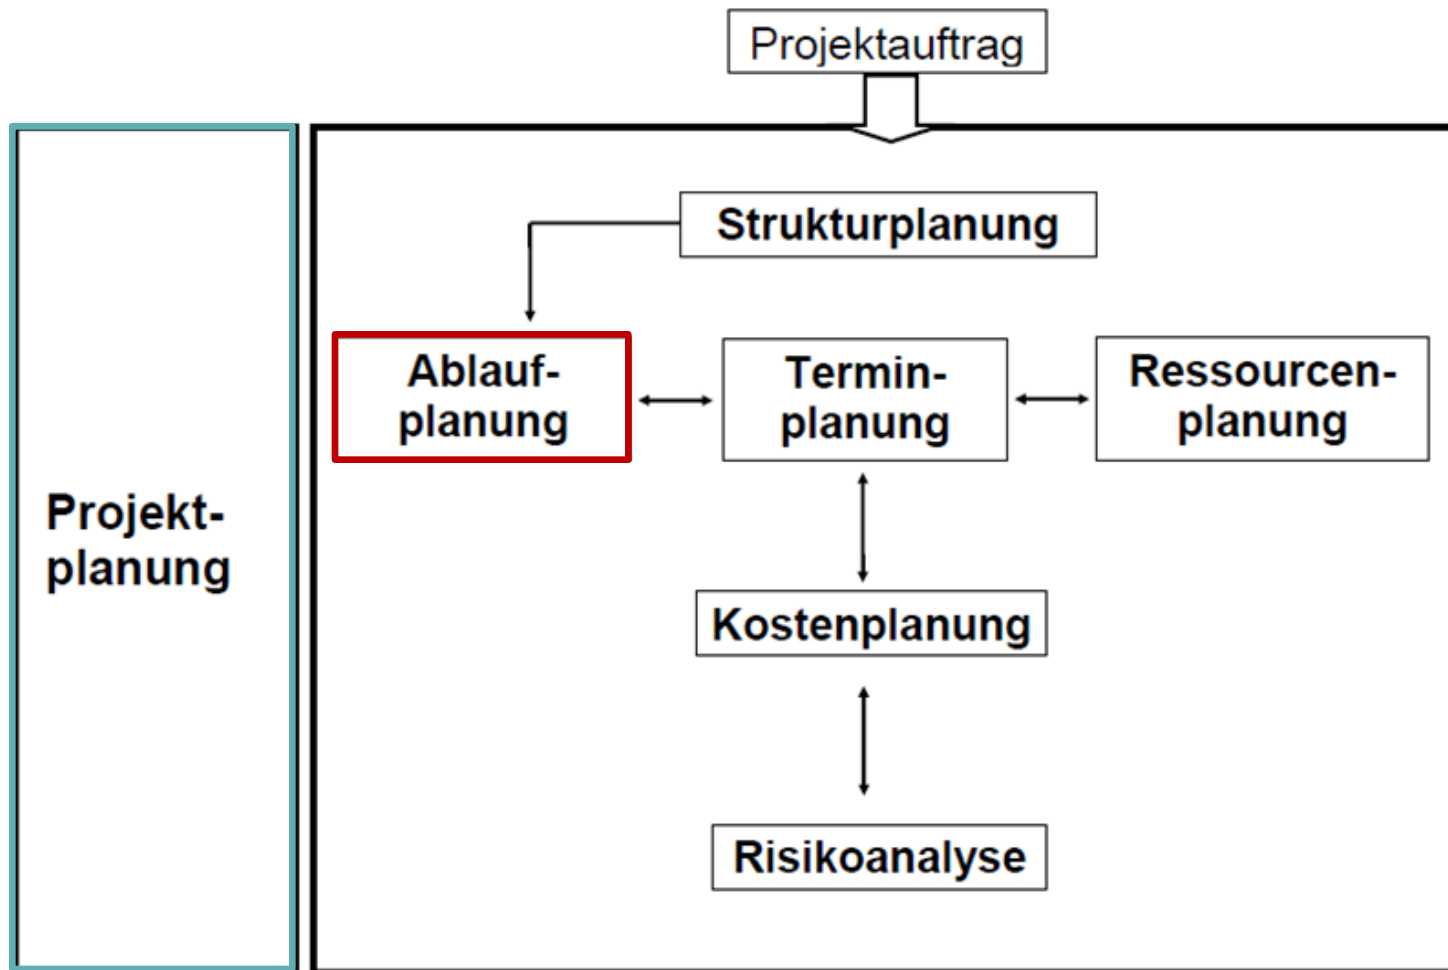 Projektauftrag
Strukturplanung
Ablauf-
planung
Termin-
planung
Ressourcen-
planung
Projekt-
planung
Kostenplanung
Risikoanalyse